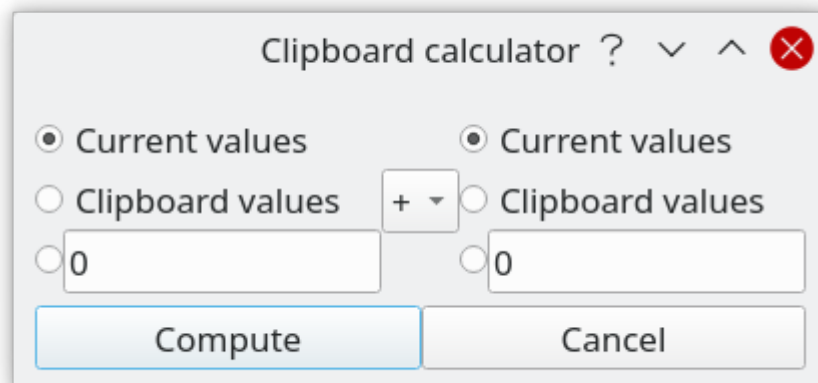 Clipboard calculator ?
Current values Current values
Clipboard values + Clipboard values
0 0
Compute Cancel